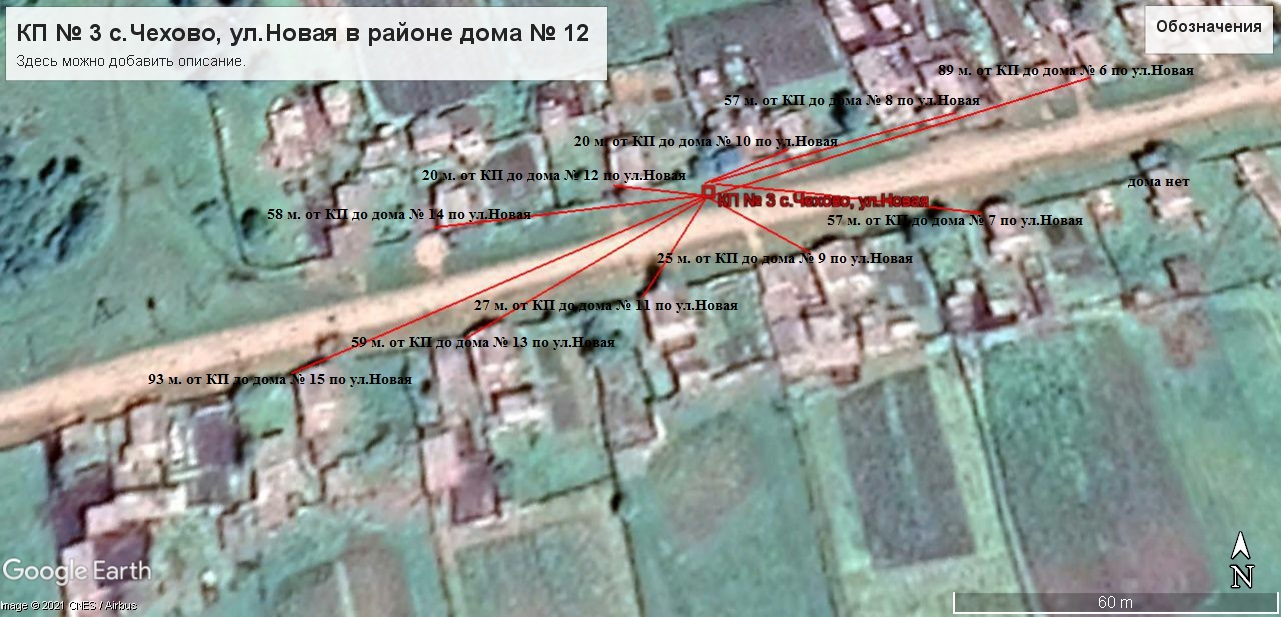 КП № 3 с.Чехово, ул.Новая в районе дома № 12
Здесь можно добавить описание.
Обозначения
89 м. от КП до дома № 6 по ул.Новая
57 м. от КП до дома № 8 по ул.Новая
20 м. от КП до дома № 10 по ул.Новая
20 м. от КП до дома № 12 по ул.Новая
дома нет
КП № 3 с.Чехово, ул.Новая
58 м. от КП до дома № 14 по ул.Новая
57 м. от КП до дома № 7 по ул.Новая
25 м. от КП до дома № 9 по ул.Новая
27 м. от КП до дома № 11 по ул.Новая
59 м. от КП до дома № 13 по ул.Новая
93 м. от КП до дома № 15 по ул.Новая
Google Earth
Image © 2021 CNES / Airbus
N
60 m